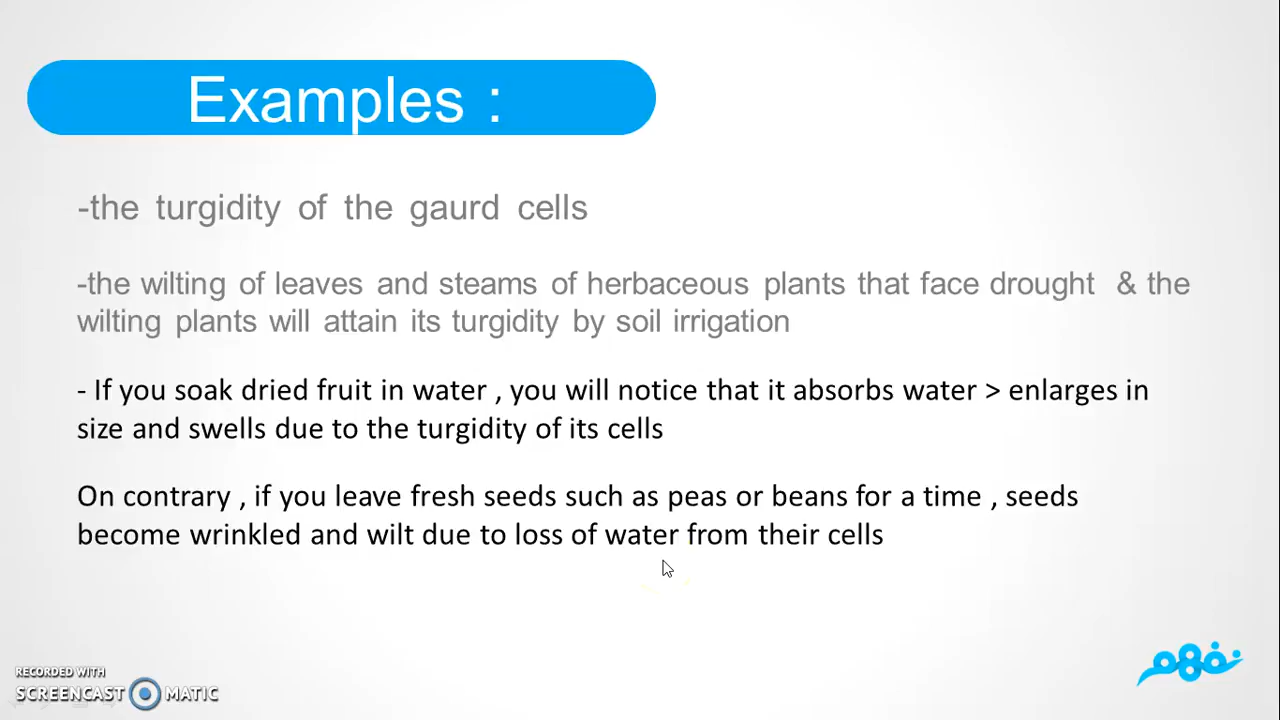 Examples :
-the turgidity of the gaurd cells
-the wilting of leaves and steams of herbaceous plants that face drought & the
wilting plants will attain its turgidity by soil irrigation
- If you soak dried fruit in water , you will notice that it absorbs water > enlarges in
size and swells due to the turgidity of its cells
On contrary , if you leave fresh seeds such as peas or beans for a time , seeds
become wrinkled and wilt due to loss of water from their cells
RECORDED WITH
SCREENCAST MATIC
نفهم